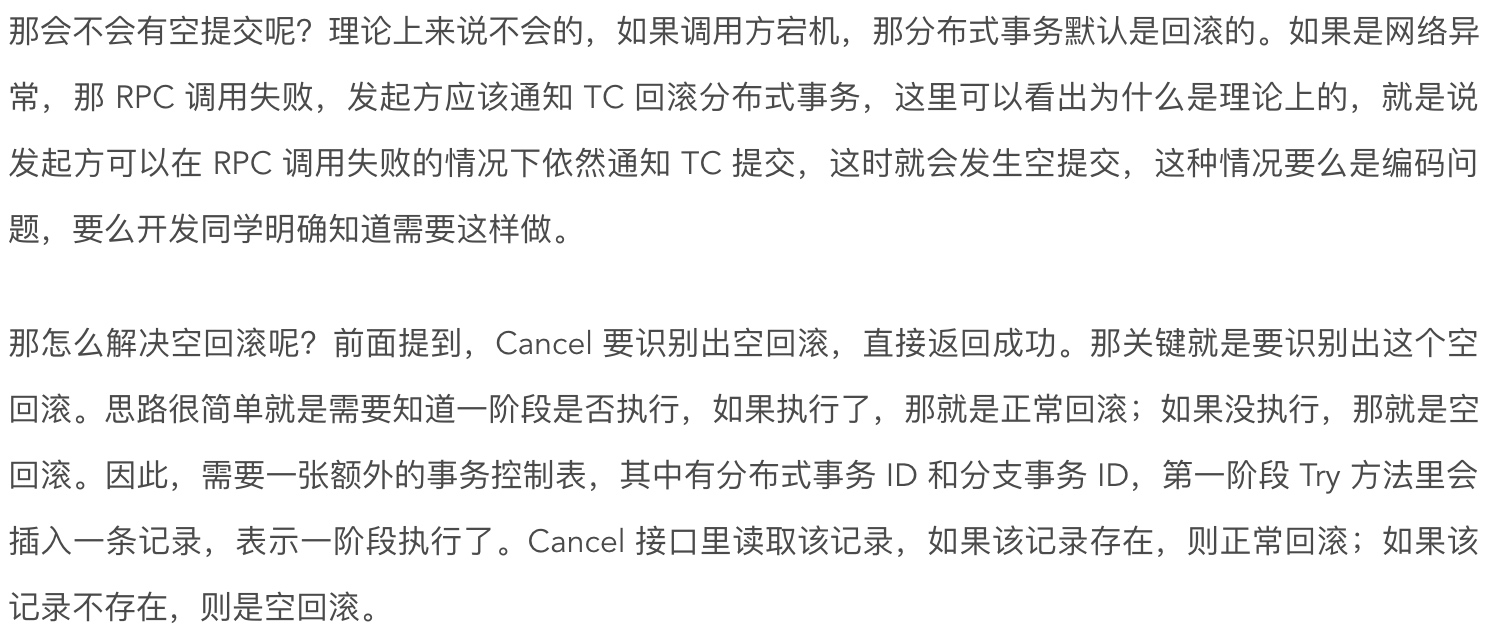 那会不会有空提交呢？理论上来说不会的，如果调用方宕机，那分布式事务默认是回滚的。如果是网络异
常，那 RPC 调用失败，发起方应该通知 TC 回滚分布式事务，这里可以看出为什么是理论上的，就是说
发起方可以在 RPC 调用失败的情况下依然通知 TC 提交，这时就会发生空提交，这种情况要么是编码问
题，要么开发同学明确知道需要这样做。
那怎么解决空回滚呢？前面提到，Cancel 要识别出空回滚，直接返回成功。那关键就是要识别出这个空
回滚。思路很简单就是需要知道一阶段是否执行，如果执行了，那就是正常回滚；如果没执行，那就是空
回滚。因此，需要一张额外的事务控制表，其中有分布式事务 ID 和分支事务 ID，第一阶段 Try 方法里会
插入一条记录，表示一阶段执行了。Cancel 接口里读取该记录，如果该记录存在，则正常回滚；如果该
记录不存在，则是空回滚。